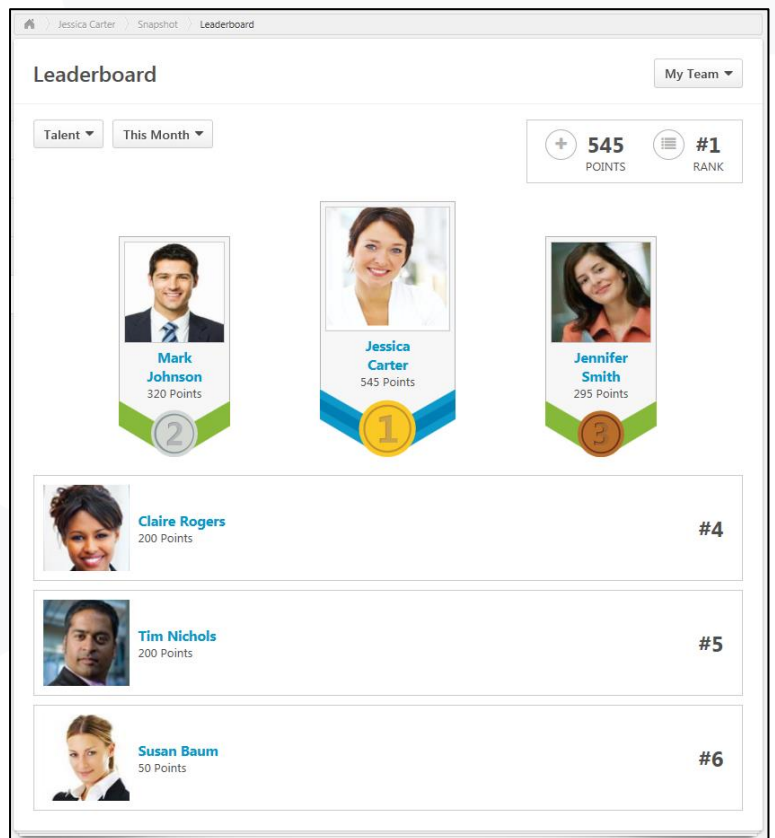 Jessica Carter Snapshot Leaderboard
Leaderboard
My Team
Talent This Month
545 #1
POINTS RANK
Mark
Johnson
320 Points
2
Jessica
Carter
545 Points
1
Jennifer
Smith
295 Points
3
Claire Rogers
200 Points
#4
Tim Nichols
200 Points
#5
Susan Baum
50 Points
#6